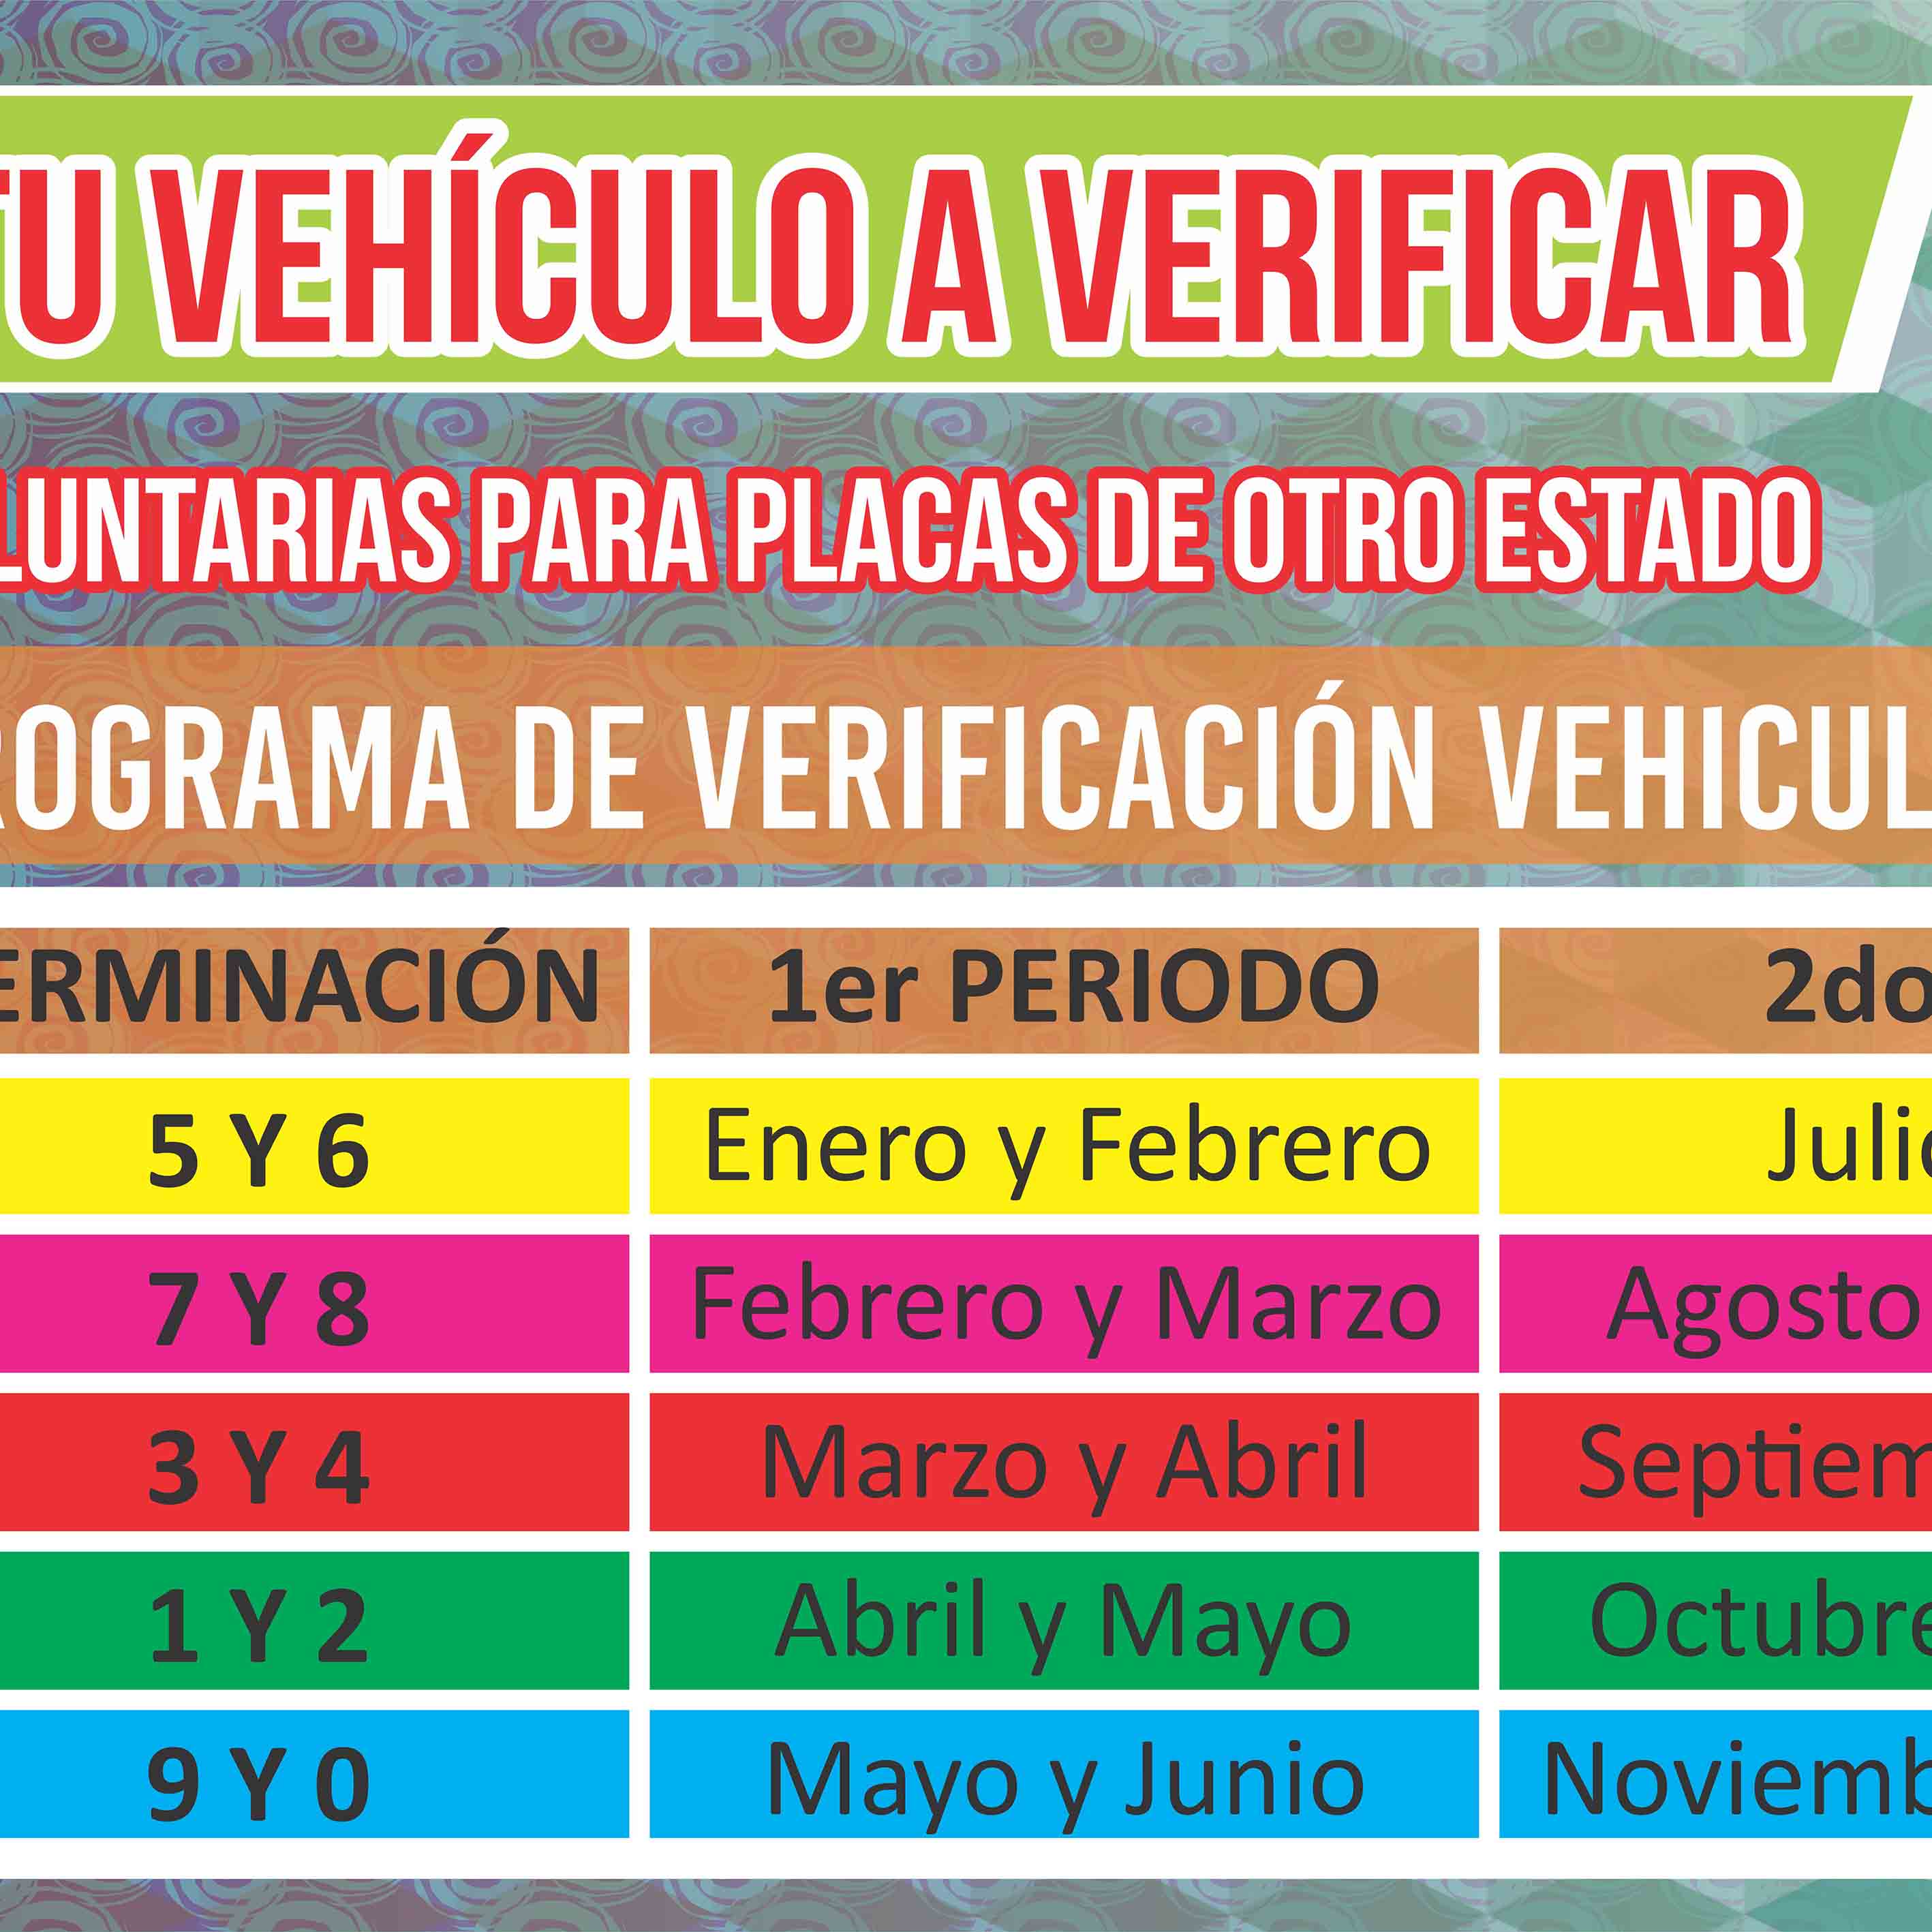 TU VEHÍCULO A VERIFICAR
LUNTARIAS PARA PLACAS DE OTRO ESTADO
ROGRAMA DE VERIFICACIÓN VEHICUL
ERMINACIÓN 1er PERIODO 2do
5 Y 6 Enero y Febrero Julio
7 Y 8 Febrero y Marzo Agosto
3 Y 4 Marzo y Abril Septiem
1 Y 2 Abril y Mayo Octubre
9 Y 0 Mayo y Junio Noviemb